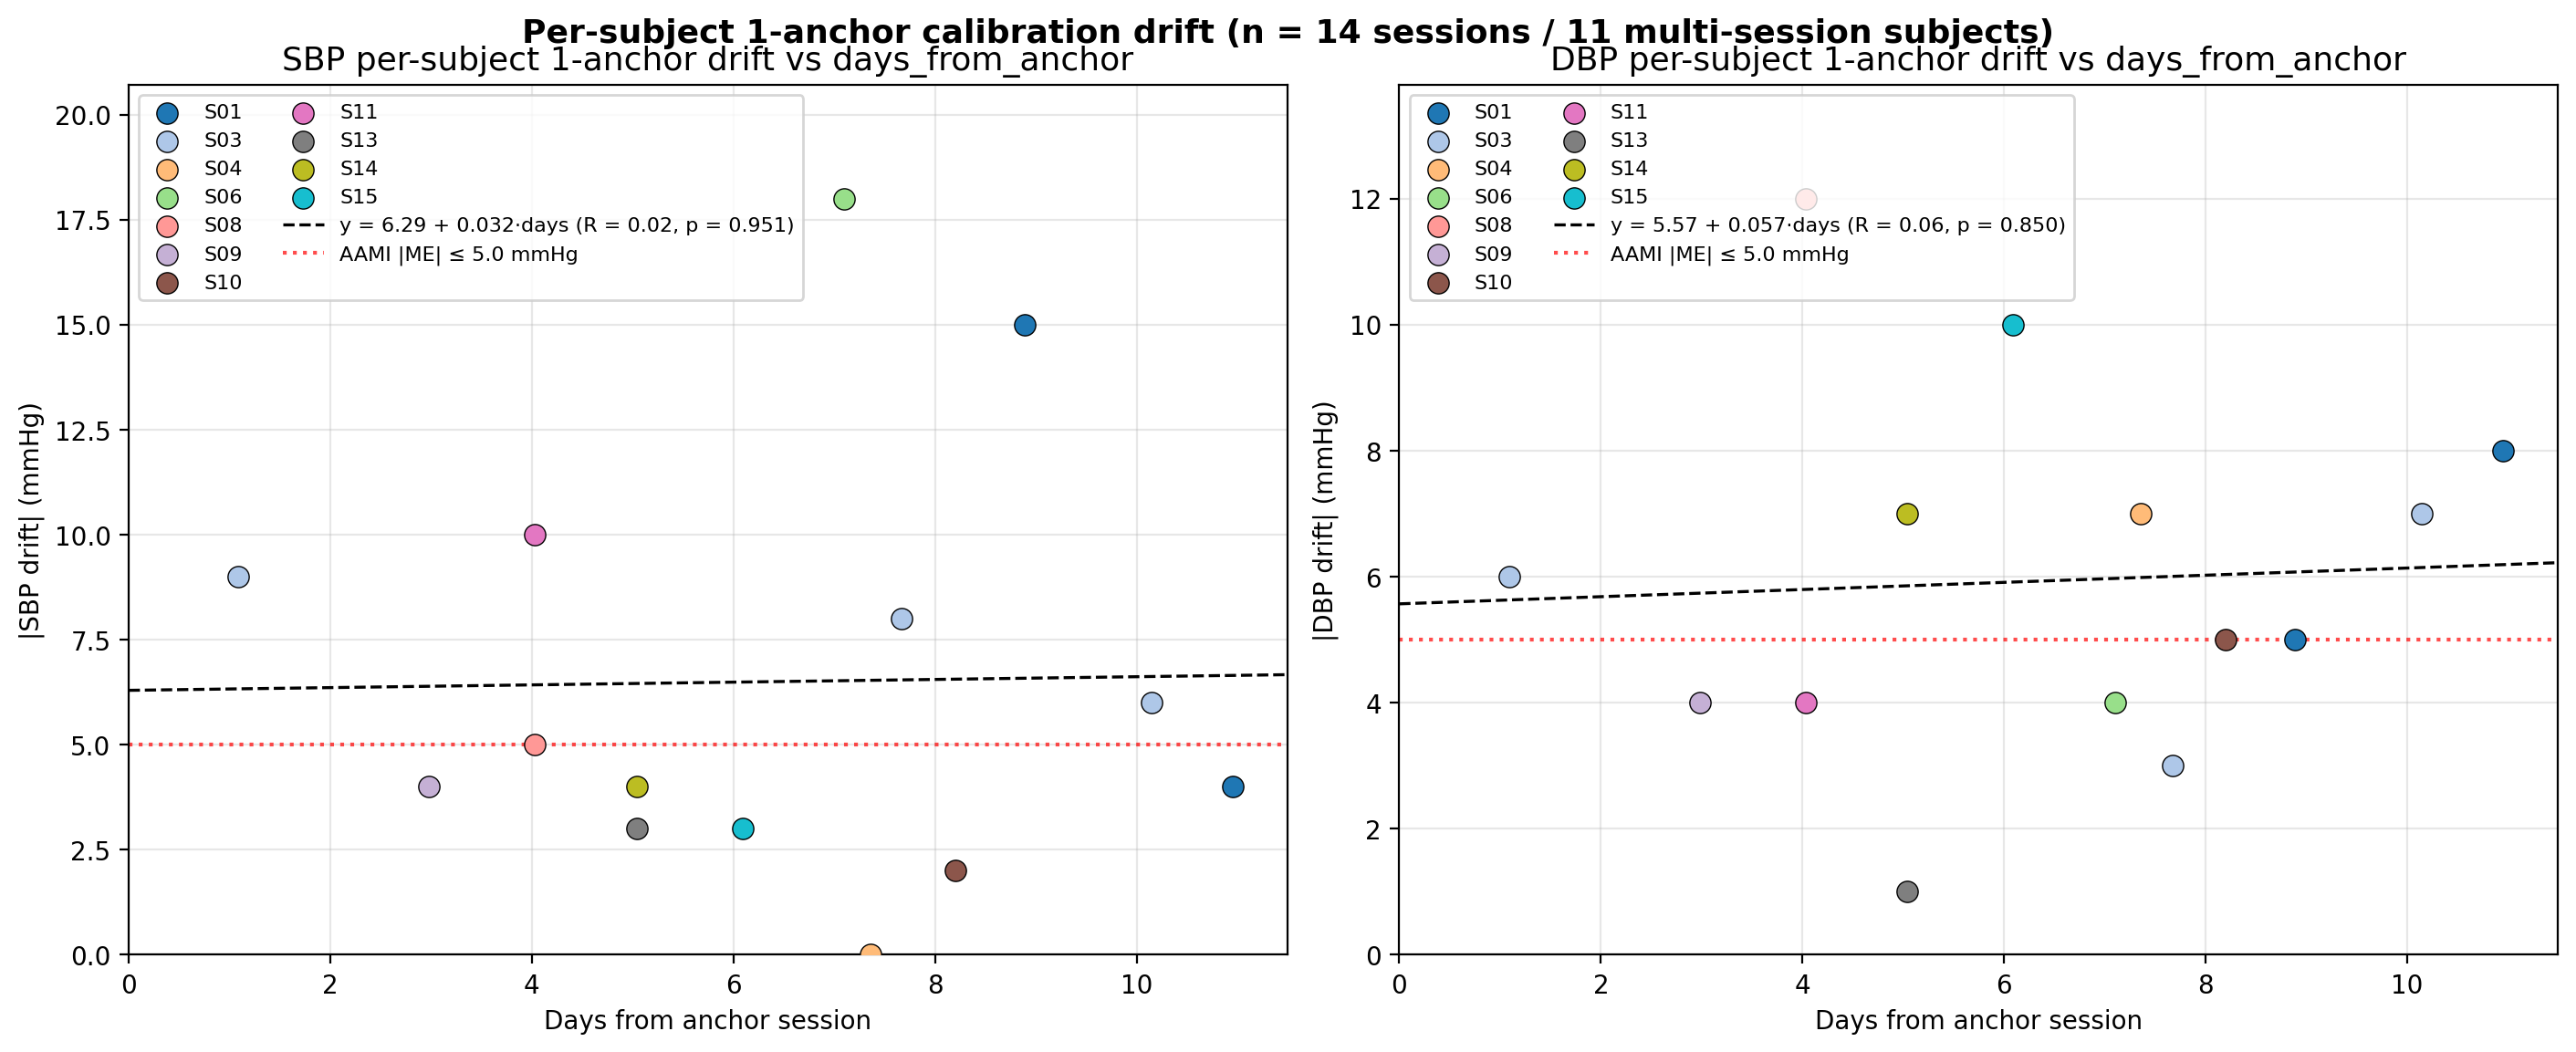 Per-subject 1-anchor calibration drift (n = 14 sessions / 11 multi-session subjects)
SBP per-subject 1-anchor drift vs days_from_anchor
20.0
17.5
15.0
12.5
10.0
7.5
5.0
2.5
0.0
|SBP drift| (mmHg)
S01
S03
S04
S06
S08
S09
S10
S11
S13
S14
S15
y = 6.29 + 0.032·days (R = 0.02, p = 0.951)
AAMI |ME| ≤ 5.0 mmHg
0 2 4 6 8 10
Days from anchor session
DBP per-subject 1-anchor drift vs days_from_anchor
12
10
8
6
4
2
0
|DBP drift| (mmHg)
S01
S03
S04
S06
S08
S09
S10
S11
S13
S14
S15
y = 5.57 + 0.057·days (R = 0.06, p = 0.850)
AAMI |ME| ≤ 5.0 mmHg
0 2 4 6 8 10
Days from anchor session